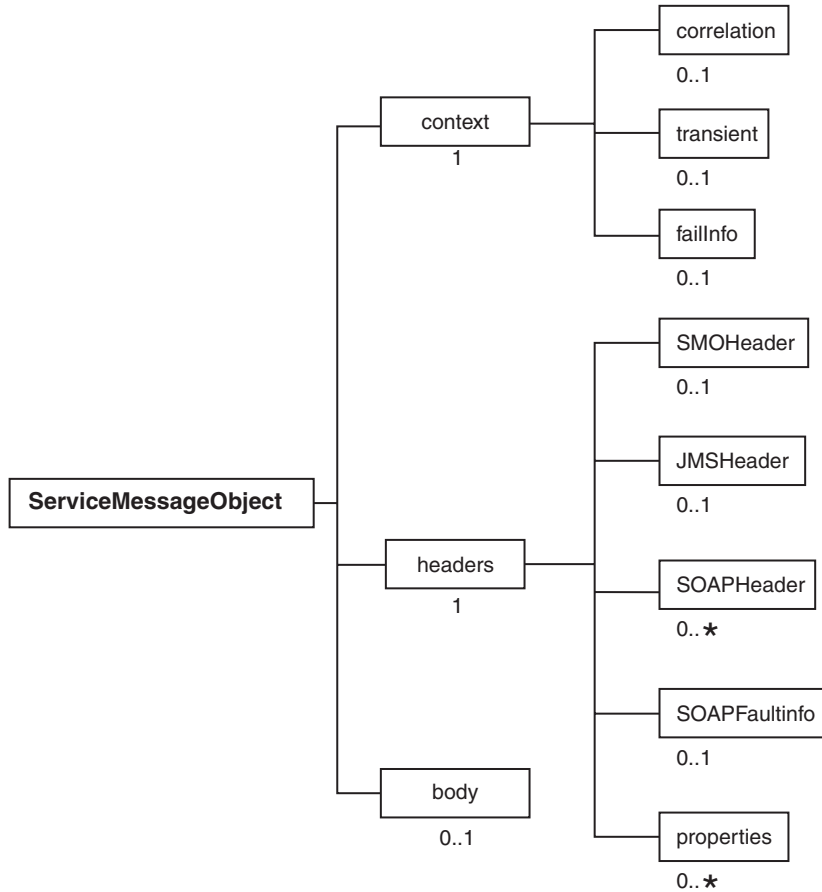 correlation
0..1
context
1
transient
0..1
failInfo
0..1
SMOHeader
0..1
JMSHeader
0..1
ServiceMessageObject
headers
1
SOAPHeader
0..*
SOAPFaultinfo
0..1
body
0..1
properties
0..*